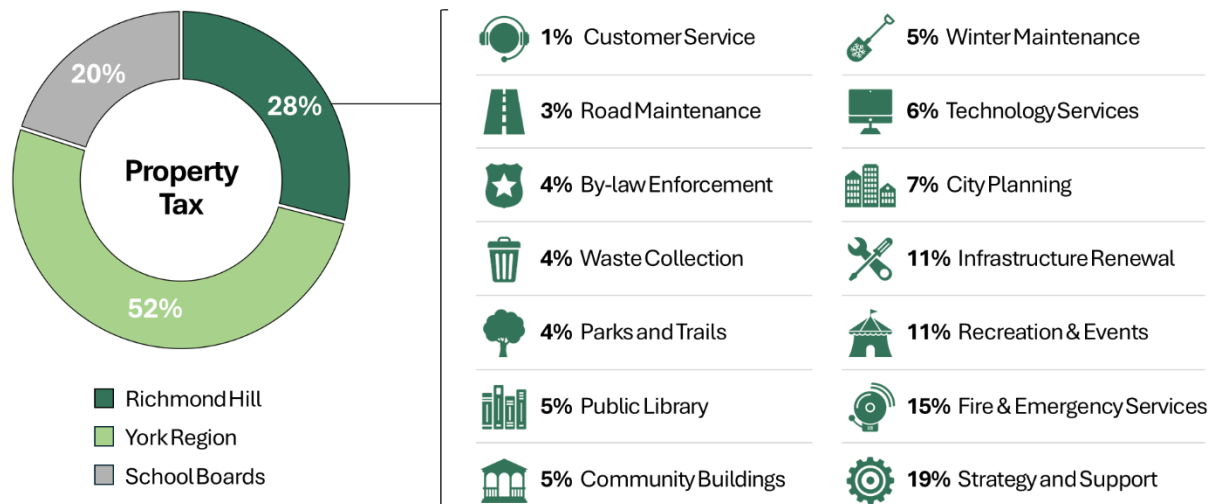 20%
28%
Property
Tax
52%
Richmond Hill
York Region
School Boards
1% Customer Service
3% Road Maintenance
4% By-law Enforcement
4% Waste Collection
4% Parks and Trails
5% Public Library
5% Community Buildings
5% Winter Maintenance
6% Technology Services
7% City Planning
11% Infrastructure Renewal
11% Recreation & Events
15% Fire & Emergency Services
19% Strategy and Support